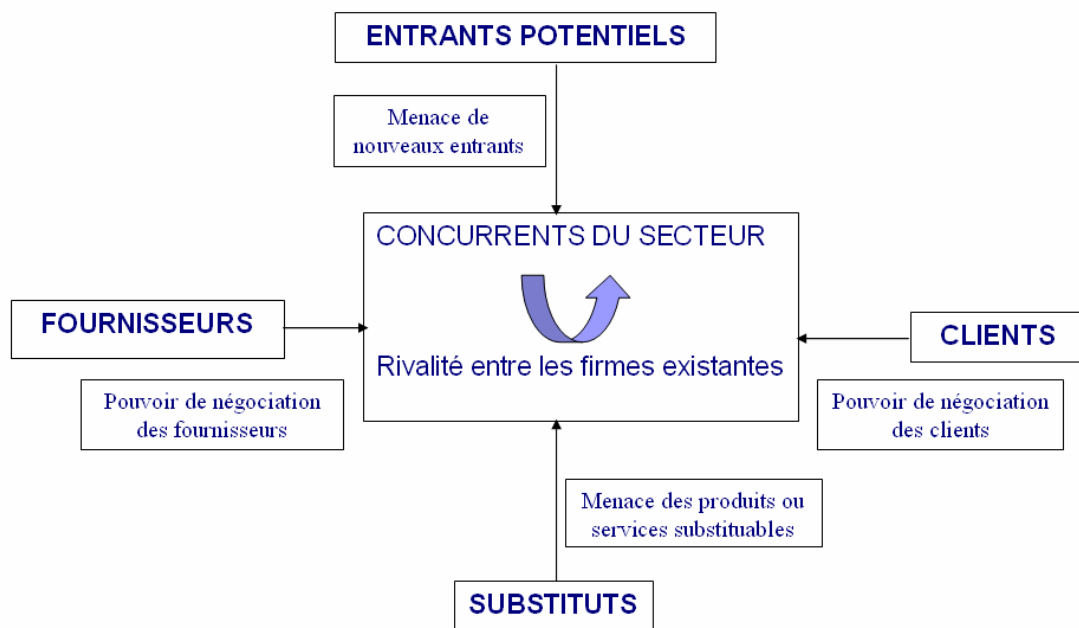 ENTRANTS POTENTIELS
Menace de
nouveaux entrants
CONCURRENTS DU SECTEUR
FOURNISSEURS
CLIENTS
Rivalité entre les firmes existantes
Pouvoir de négociation
des fournisseurs
Pouvoir de négociation
des clients
Menace des produits ou
services substituables
SUBSTITUTS